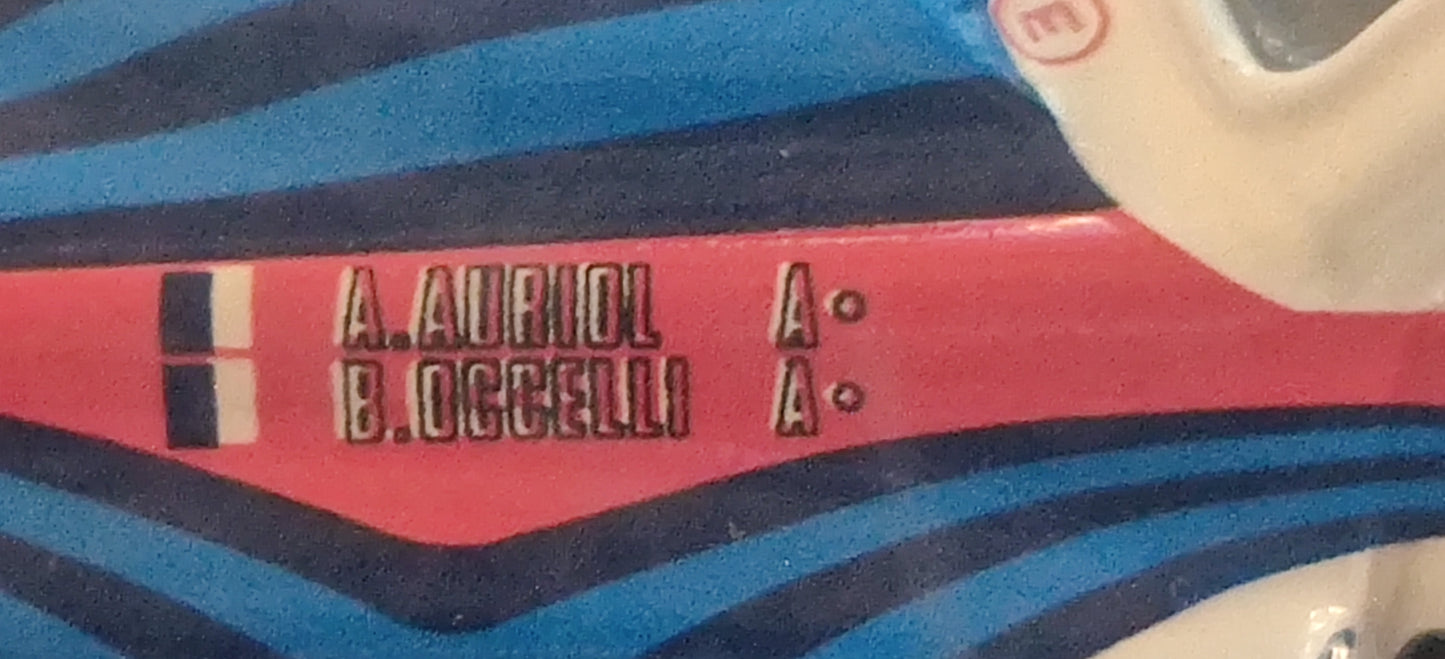 E
A.AURIOL A+
B.OCCELLI A+